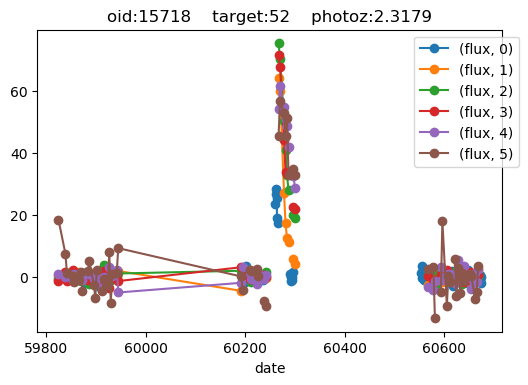 oid:15718    target:52    photoz:2.3179
(flux, 0)
(flux, 1)
(flux, 2)
(flux, 3)
(flux, 4)
(flux, 5)
80
60
40
20
0
59800 60000 60200 60400 60600
date